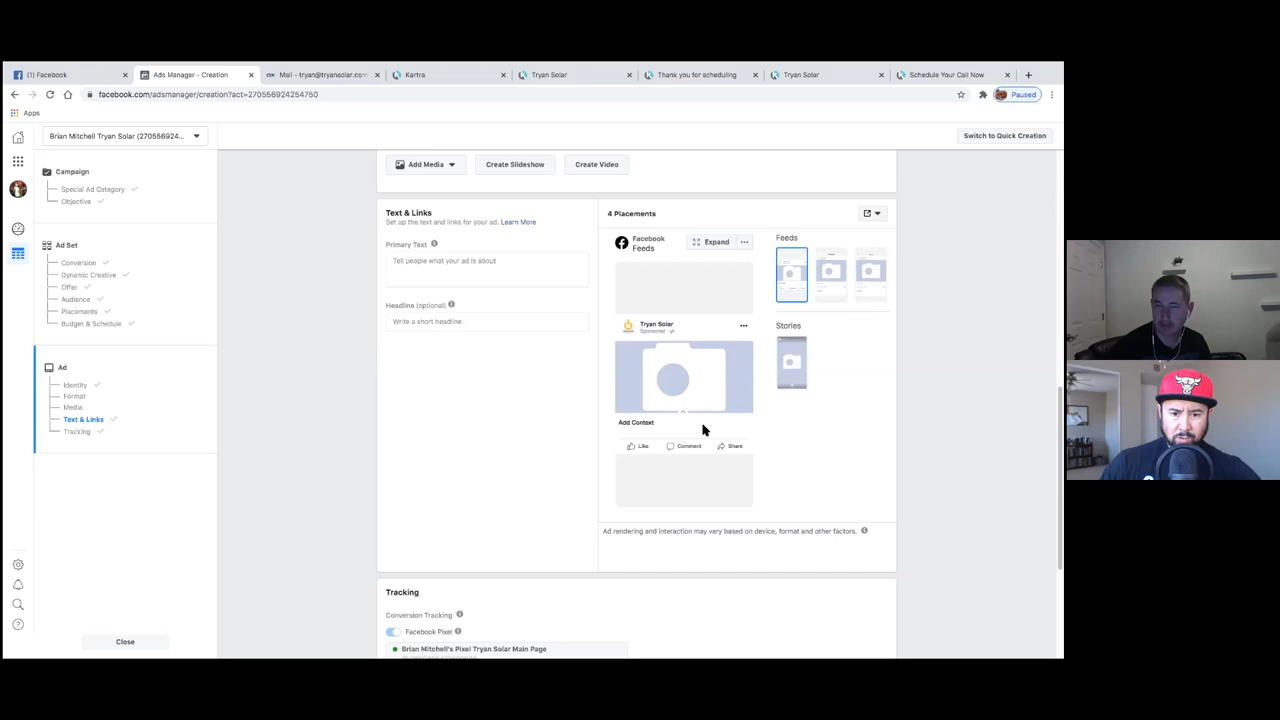 (1) Facebook
Ads Manager - Creation
Mail - tryan@tryansolar.com
Kartra
Tryan Solar
Thank you for scheduling
Tryan Solar
Schedule Your Call Now
facebook.com/adsmanager/creation?act=270556924254750
Paused
Apps
Brian Mitchell Tryan Solar (270556924...
Switch to Quick Creation
Campaign
Special Ad Category
Objective
Ad Set
Conversion
Dynamic Creative
Offer
Audience
Placements
Budget & Schedule
Ad
Identity
Format
Media
Text & Links
Tracking
Close
Add Media
Create Slideshow
Create Video
Text & Links
Set up the text and links for your ad. Learn More
Primary Text
Tell people what your ad is about
Headline (optional)
Write a short headline
4 Placements
Facebook
Feeds
Expand
Tryan Solar
Sponsored
Add Context
Like
Comment
Share
Feeds
Stories
Ad rendering and interaction may vary based on device, format and other factors.
Tracking
Conversion Tracking
Facebook Pixel
Brian Mitchell's Pixel Tryan Solar Main Page